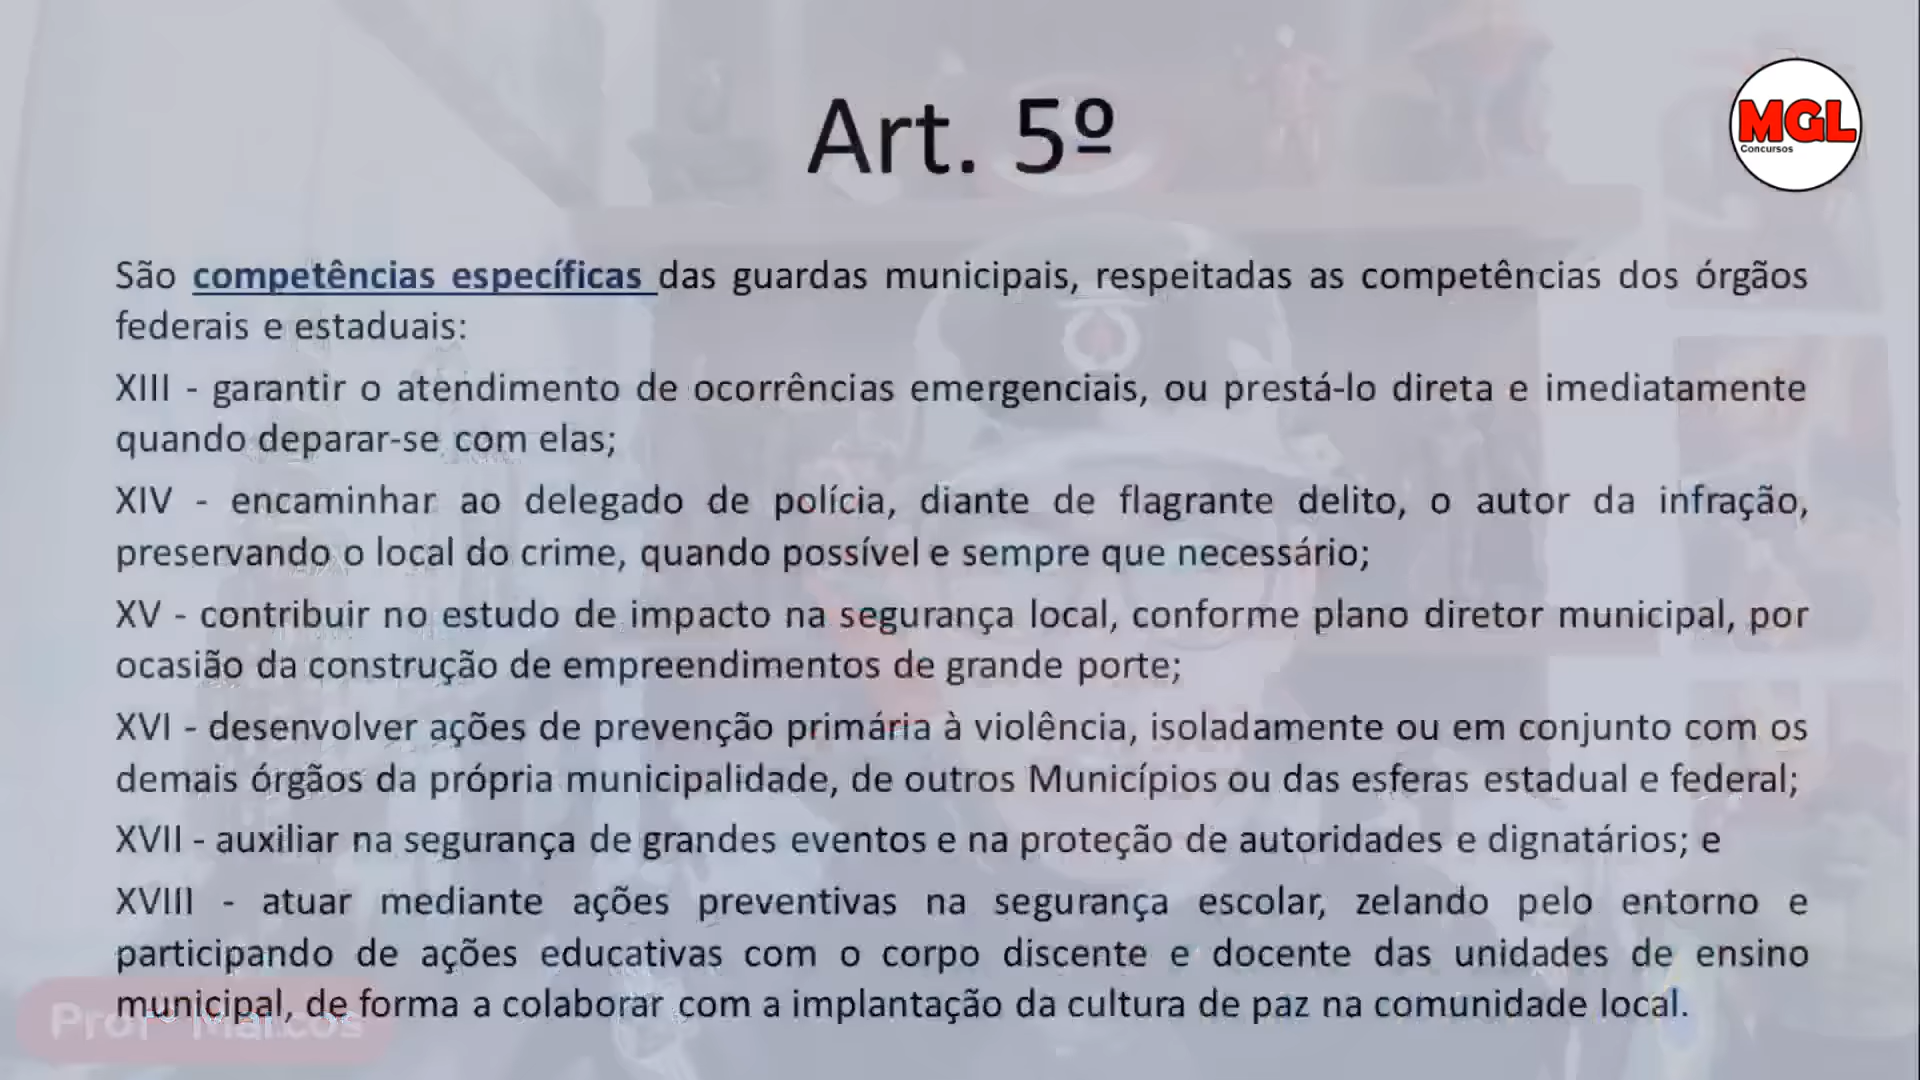 Art. 5º
MGL
Concursos
São competências específicas das guardas municipais, respeitadas as competências dos órgãos
federais e estaduais:
XIII - garantir o atendimento de ocorrências emergenciais, ou prestá-lo direta e imediatamente
quando deparar-se com elas;
XIV - encaminhar ao delegado de polícia, diante de flagrante delito, o autor da infração,
preservando o local do crime, quando possível e sempre que necessário;
XV - contribuir no estudo de impacto na segurança local, conforme plano diretor municipal, por
ocasião da construção de empreendimentos de grande porte;
XVI - desenvolver ações de prevenção primária à violência, isoladamente ou em conjunto com os
demais órgãos da própria municipalidade, de outros Municípios ou das esferas estadual e federal;
XVII - auxiliar na segurança de grandes eventos e na proteção de autoridades e dignatários; e
XVIII - atuar mediante ações preventivas na segurança escolar, zelando pelo entorno e
participando de ações educativas com o corpo discente e docente das unidades de ensino
municipal, de forma a colaborar com a implantação da cultura de paz na comunidade local.
Profº Marcos